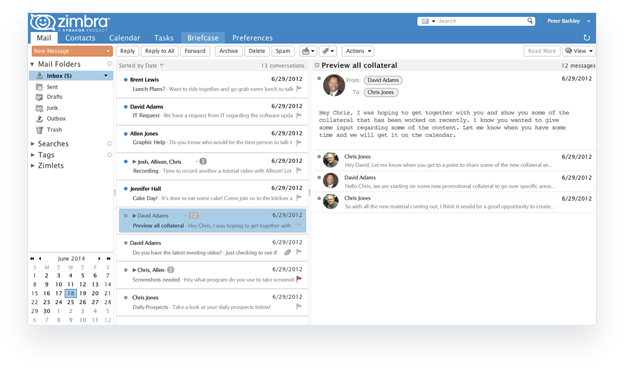 zimbra
A SYNACOR PRODUCT
Search
Peter Barkley
Mail Contacts Calendar Tasks Briefcase Preferences
New Message Reply Reply to All Forward Archive Delete Spam Actions Read More View
Mail Folders
Inbox (5)
Sent
Drafts
Junk
Outbox
Trash
Searches
Tags
Zimlets
June 2014
S M T W T F S
1 2 3 4 5 6 7
8 9 10 11 12 13 14
15 16 17 18 19 20 21
22 23 24 25 26 27 28
29 30 1 2 3 4 5
6 7 8 9 10 11 12
Sorted by Date 13 conversations
Brent Lewis 6/29/2012
Lunch Plans? - Want to ride together and go grab some lunch to talk
David Adams 6/29/2012
IT Request - We have a request from IT regarding the software upda
Allen Jones 6/29/2012
Graphic Help - Do you know who would be the best person to talk t
Josh, Allison, Chris - 3 6/29/2012
Recording - Time to record another a tutorial video with Allison! Let
Jennifer Hall 6/29/2012
Cake Day! - It's time to eat some cake! Come join us in the kitchen a
David Adams - 12 6/29/2012
Preview all collateral - Hey Chris, I was hoping to get together with
David Adams 6/29/2012
Do you have the latest meeting video? - Just checking to see if
Chris, Allen 3 6/29/2012
Screenshots needed - Hey what program do you use to take screensh
Chris Jones 6/29/2012
Daily Prospects - Take a look at your daily prospects below!
Preview all collateral 12 messages
From: David Adams 6/29/2012
To: Chris Jones
Hey Chris, I was hoping to get together with you and show you some of the
collateral that has been worked on recently. I know you wanted to give
some input regarding some of the content. Let me know when you have some
time and we will get it on the calendar.
Chris Jones 6/29/2012
Hey David, Let me know when you get to a point to share some of the new collateral wi...
David Adams 6/29/2012
Hello Chris, we are starting on some new promotional collateral to go over specific areas...
Chris Jones 6/29/2012
So with all the new material coming out, I think it would be a good opportunity to create...